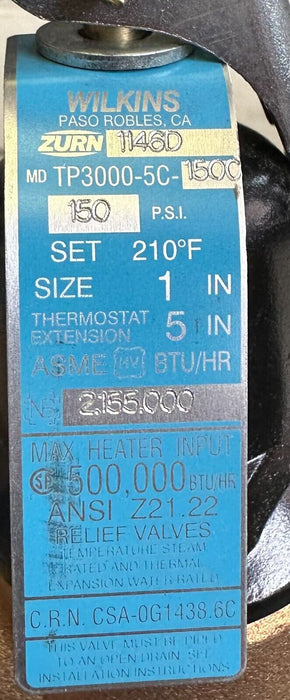 WILKINS
PASO ROBLES, CA
ZURN 1146D
MD TP3000-5C-1500
150 P.S.I.
SET 210°F
SIZE 1 IN
THERMOSTAT EXTENSION 5 IN
ASME HV BTU/HR
NB 2,155,000
MAX. HEATER INPUT
500,000 BTU/HR
ANSI Z21.22
RELIEF VALVES
TEMPERATURE STEAM
RATED AND THERMAL
EXPANSION WATER RATED
C.R.N. CSA-0G1438.6C
THIS VALVE MUST BE PIPED
TO AN OPEN DRAIN. SEE
INSTALLATION INSTRUCTIONS